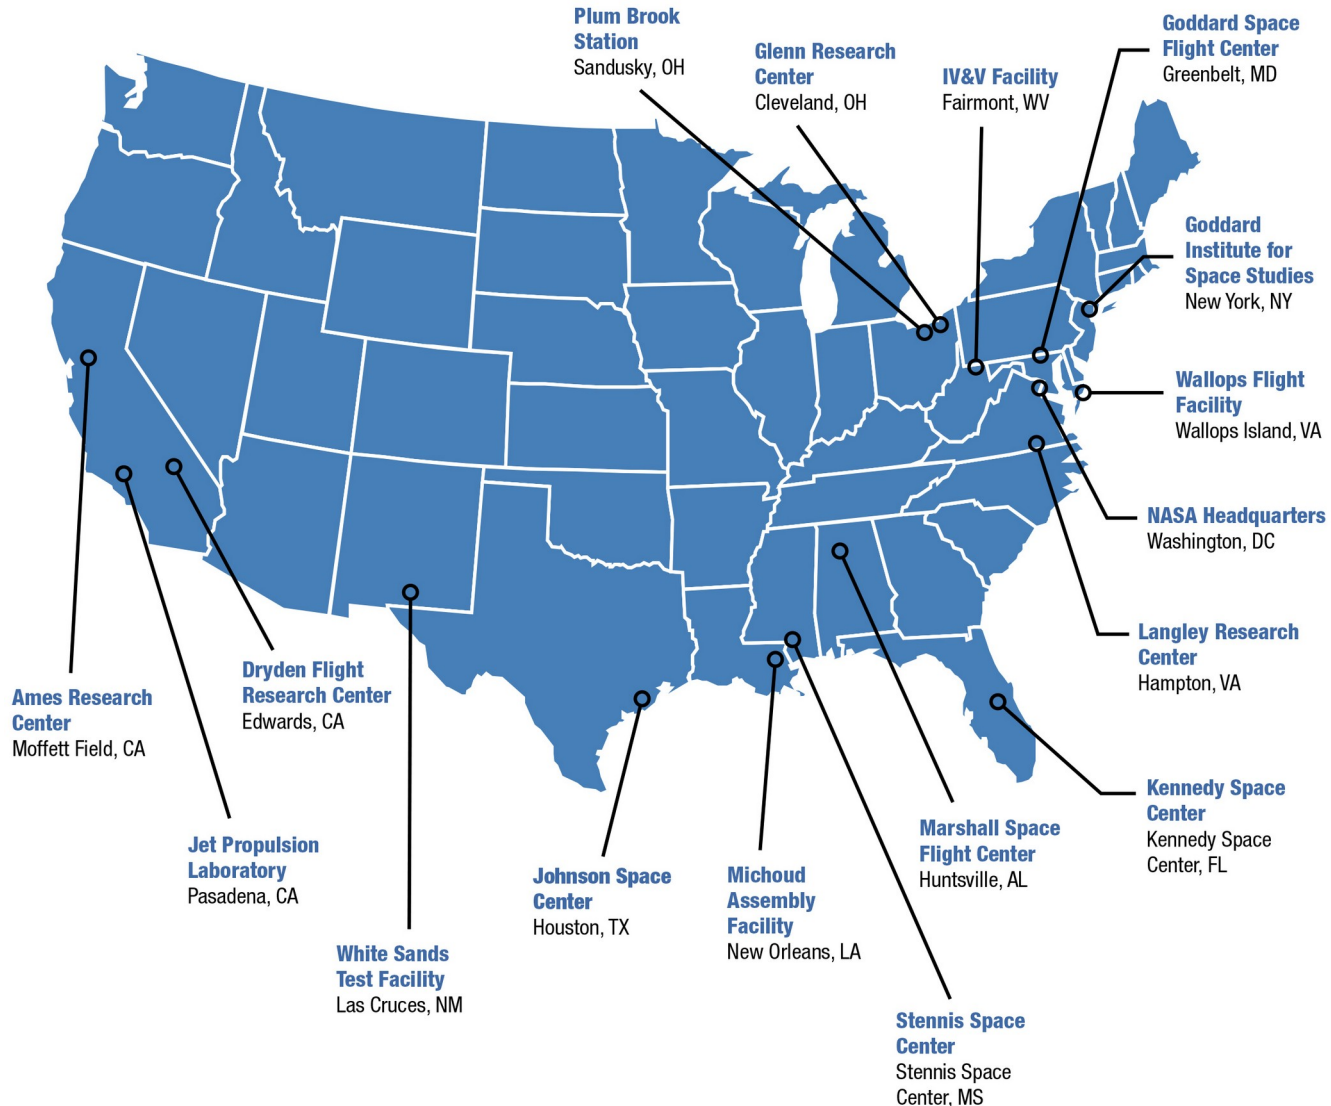 Plum Brook
Station
Sandusky, OH
Glenn Research
Center
Cleveland, OH
IV&V Facility
Fairmont, WV
Goddard Space
Flight Center
Greenbelt, MD
Goddard
Institute for
Space Studies
New York, NY
Wallops Flight
Facility
Wallops Island, VA
NASA Headquarters
Washington, DC
Langley Research
Center
Hampton, VA
Kennedy Space
Center
Kennedy Space
Center, FL
Marshall Space
Flight Center
Huntsville, AL
Stennis Space
Center
Stennis Space
Center, MS
Michoud
Assembly
Facility
New Orleans, LA
Johnson Space
Center
Houston, TX
White Sands
Test Facility
Las Cruces, NM
Dryden Flight
Research Center
Edwards, CA
Jet Propulsion
Laboratory
Pasadena, CA
Ames Research
Center
Moffett Field, CA